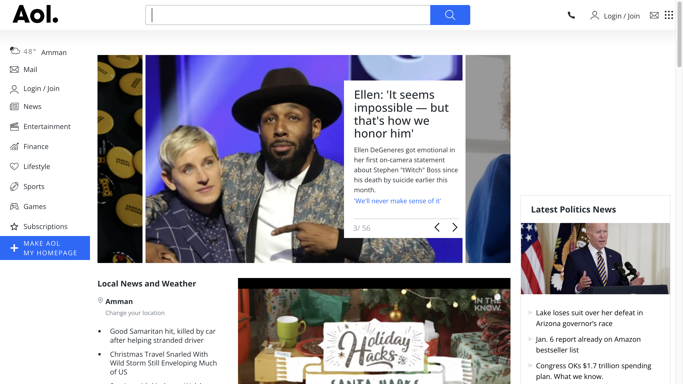 Aol.
Login / Join
48°
Amman
Mail
Login / Join
News
Entertainment
Finance
Lifestyle
Sports
Games
Subscriptions
MAKE AOL
MY HOMEPAGE
Ellen: 'It seems
impossible — but
that's how we
honor him'
Ellen DeGeneres got emotional in
her first on-camera statement
about Stephen "tWitch" Boss since
his death by suicide earlier this
month.
'We'll never make sense of it'
3/ 56
Local News and Weather
Amman
Change your location
Good Samaritan hit, killed by car
after helping stranded driver
Christmas Travel Snarled With
Wild Storm Still Enveloping Much
of US
IN THE
KNOW.
Holiday
Hacks
SANTA HACKS
Latest Politics News
Lake loses suit over her defeat in
Arizona governor's race
Jan. 6 report already on Amazon
bestseller list
Congress OKs $1.7 trillion spending
plan. What we know.